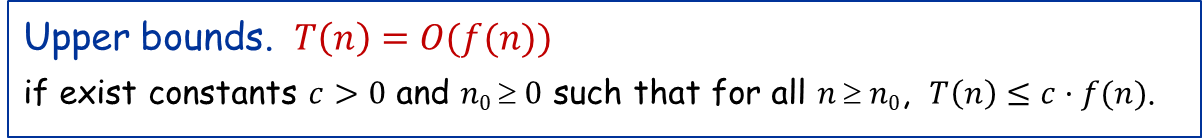 Upper bounds. T(n) = O(f(n))
if exist constants c > 0 and n₀ ≥ 0 such that for all n ≥ n₀, T(n) ≤ c · f(n).